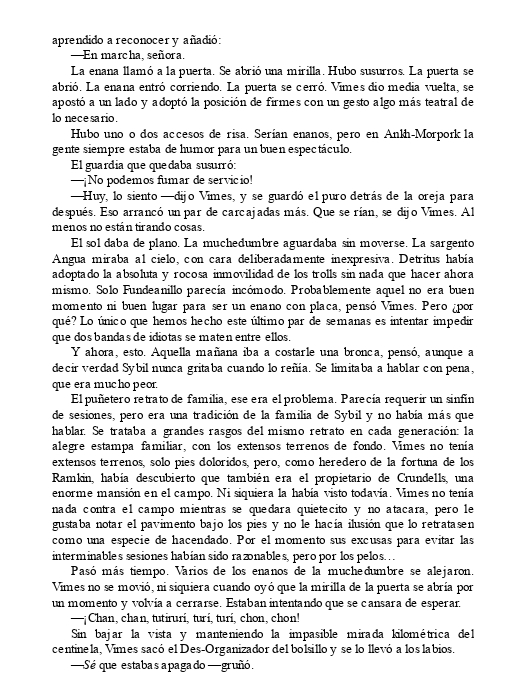 aprendido a reconocer y añadió:
—En marcha, señora.
La enana llamó a la puerta. Se abrió una mirilla. Hubo susurros. La puerta se
abrió. La enana entró corriendo. La puerta se cerró. Vimes dio media vuelta, se
apostó a un lado y adoptó la posición de firmes con un gesto algo más teatral de
lo necesario.
Hubo uno o dos accesos de risa. Serían enanos, pero en Ankh-Morpork la
gente siempre estaba de humor para un buen espectáculo.
El guardia que quedaba susurró:
—¡No podemos fumar de servicio!
—Huy, lo siento —dijo Vimes, y se guardó el puro detrás de la oreja para
después. Eso arrancó un par de carcajadas más. Que se rían, se dijo Vimes. Al
menos no están tirando cosas.
El sol daba de plano. La muchedumbre aguardaba sin moverse. La sargento
Angua miraba al cielo, con cara deliberadamente inexpresiva. Detritus había
adoptado la absoluta y rocosa inmovilidad de los trolls sin nada que hacer ahora
mismo. Solo Fundeanillo parecía incómodo. Probablemente aquel no era buen
momento ni buen lugar para ser un enano con placa, pensó Vimes. Pero ¿por
qué? Lo único que hemos hecho este último par de semanas es intentar impedir
que dos bandas de idiotas se maten entre ellos.
Y ahora, esto. Aquella mañana iba a costarle una bronca, pensó, aunque a
decir verdad Sybil nunca gritaba cuando lo reñía. Se limitaba a hablar con pena,
que era mucho peor.
El puñetero retrato de familia, ese era el problema. Parecía requerir un sinfín
de sesiones, pero era una tradición de la familia de Sybil y no había más que
hablar. Se trataba a grandes rasgos del mismo retrato en cada generación: la
alegre estampa familiar, con los extensos terrenos de fondo. Vimes no tenía
extensos terrenos, solo pies doloridos, pero, como heredero de la fortuna de los
Ramkin, había descubierto que también era el propietario de Crundells, una
enorme mansión en el campo. Ni siquiera la había visto todavía. Vimes no tenía
nada contra el campo mientras se quedara quietecito y no atacara, pero le
gustaba notar el pavimento bajo los pies y no le hacía ilusión que lo retratasen
como una especie de hacendado. Por el momento sus excusas para evitar las
interminables sesiones habían sido razonables, pero por los pelos…
Pasó más tiempo. Varios de los enanos de la muchedumbre se alejaron.
Vimes no se movió, ni siquiera cuando oyó que la mirilla de la puerta se abría por
un momento y volvía a cerrarse. Estaban intentando que se cansara de esperar.
—¡Chan, chan, tutirurí, turí, turí, chon, chon!
Sin bajar la vista y manteniendo la impasible mirada kilométrica del
centinela, Vimes sacó el Des-Organizador del bolsillo y se lo llevó a los labios.
—Sé que estabas apagado —gruñó.